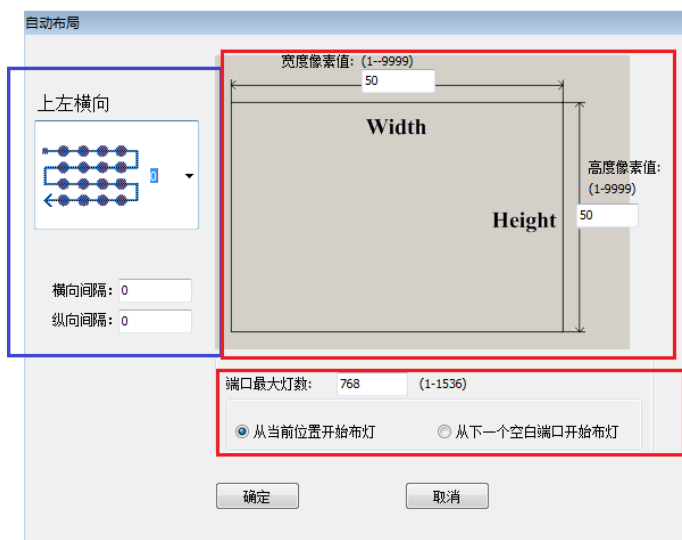 自动布局
宽度像素值: (1--9999)
50
上左横向
Width
0
高度像素值:
(1-9999)
Height
50
横向间隔: 0
纵向间隔: 0
端口最大灯数: 768 (1-1536)
从当前位置开始布灯 从下一个空白端口开始布灯
确定 取消